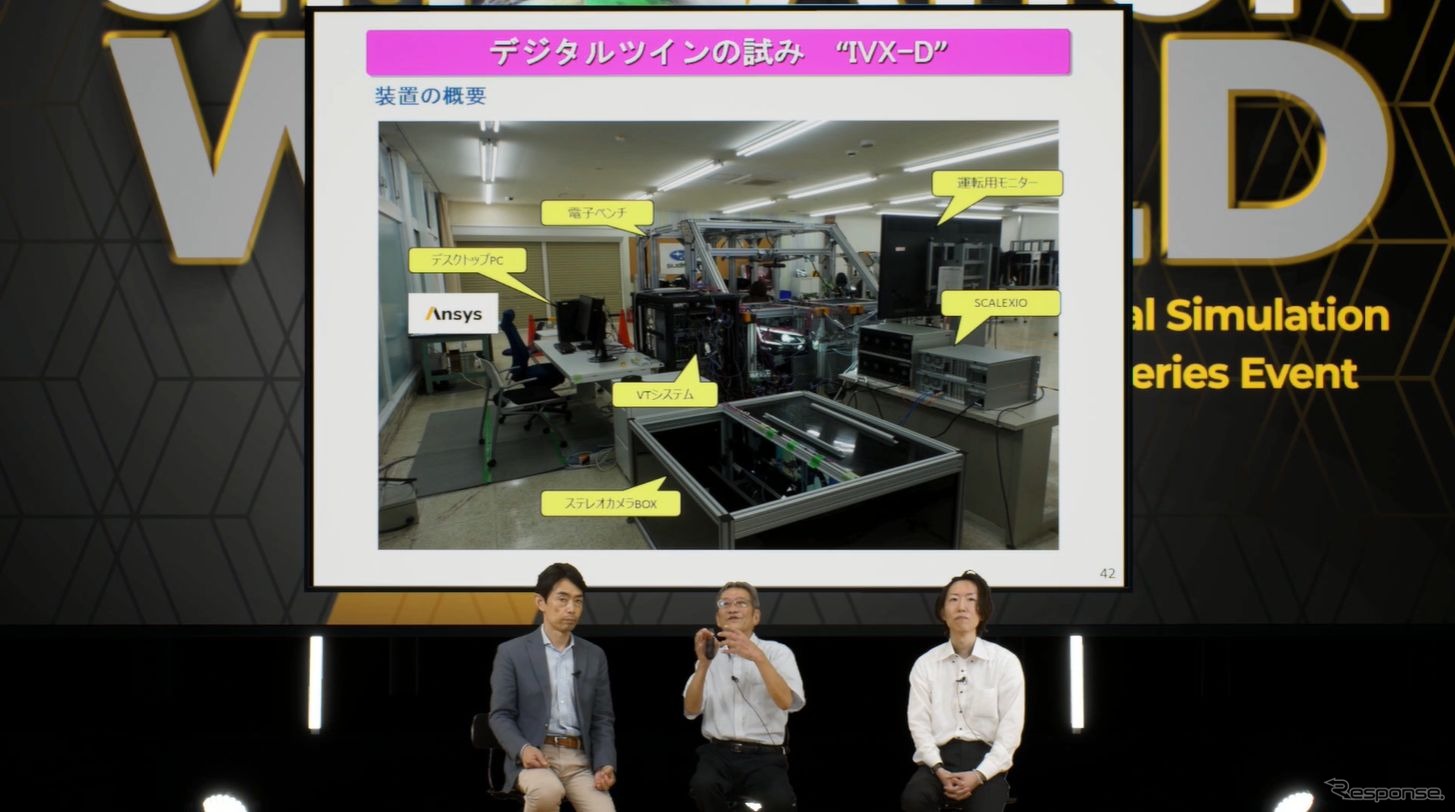 デジタルツインの試み “IVX-D”
装置の概要
運転用モニター
電子ベンチ
デスクトップPC
Ansys
SCALEXIO
VTシステム
ステレオカメラBOX
42
al Simulation
eries Event
Response.